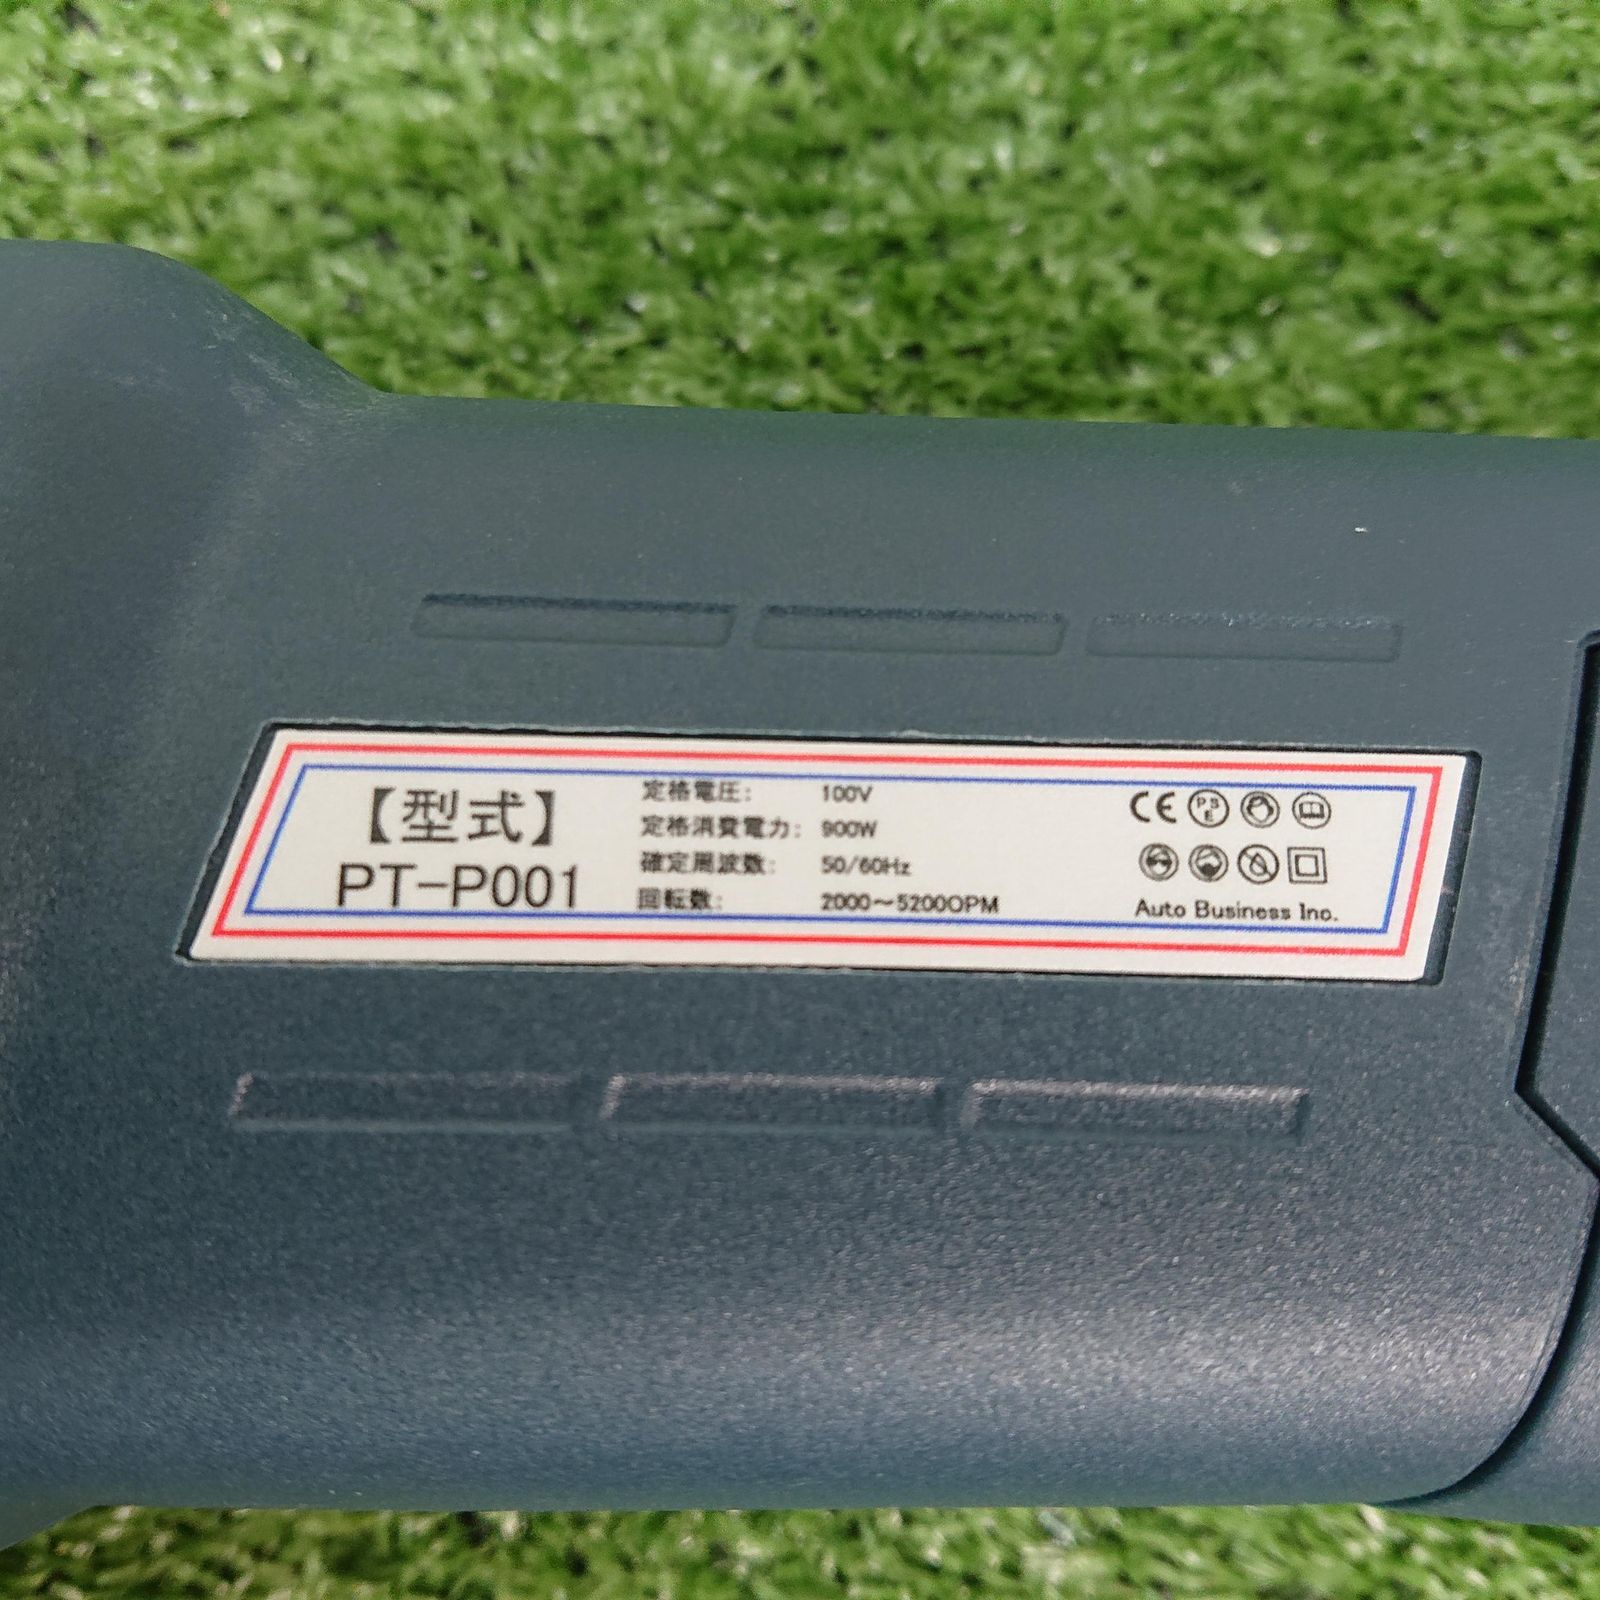 【型式】
PT-P001
定格電圧: 100V
定格消費電力: 900W
確定周波数: 50/60Hz
回転数: 2000～5200OPM
CE PSE
Auto Business Inc.